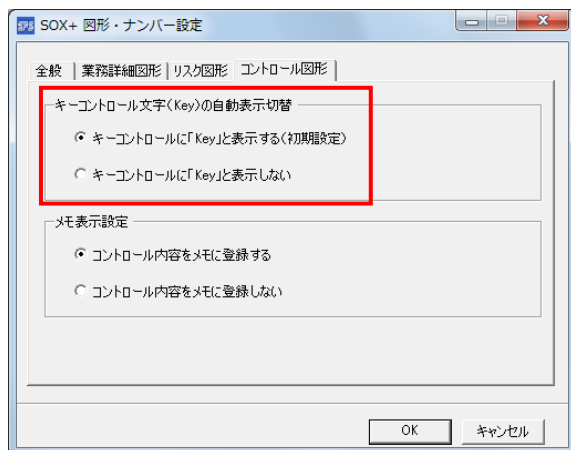 SPS SOX+ 図形・ナンバー設定
全般 業務詳細図形 リスク図形 コントロール図形
キーコントロール文字(Key)の自動表示切替
キーコントロールに「Key」と表示する(初期設定)
キーコントロールに「Key」と表示しない
メモ表示設定
コントロール内容をメモに登録する
コントロール内容をメモに登録しない
OK キャンセル